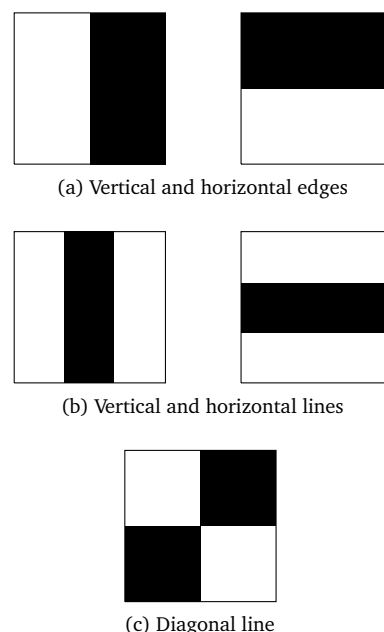 (a) Vertical and horizontal edges
(b) Vertical and horizontal lines
(c) Diagonal line